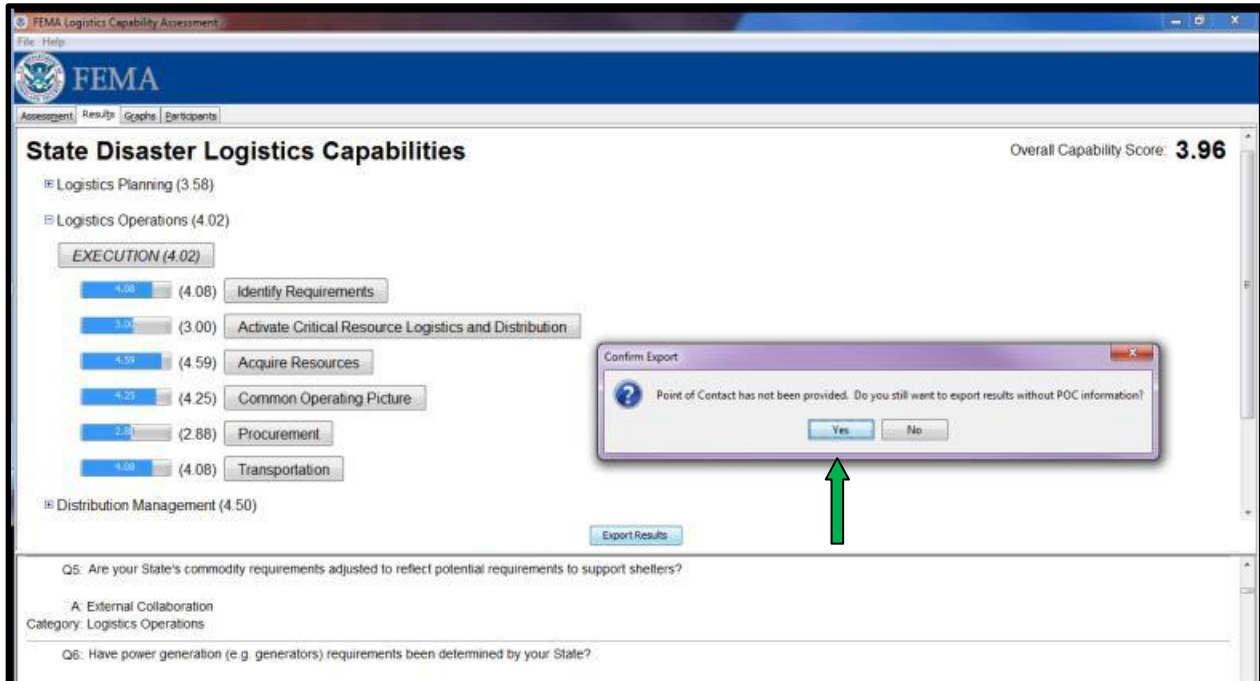 FEMA Logistics Capability Assessment
File Help
FEMA
Assessment Results Graphs Participants
State Disaster Logistics Capabilities
Overall Capability Score: 3.96
Logistics Planning (3.58)
Logistics Operations (4.02)
EXECUTION (4.02)
4.08 (4.08) Identify Requirements
3.00 (3.00) Activate Critical Resource Logistics and Distribution
4.59 (4.59) Acquire Resources
4.25 (4.25) Common Operating Picture
2.88 (2.88) Procurement
4.08 (4.08) Transportation
Distribution Management (4.50)
Confirm Export
Point of Contact has not been provided. Do you still want to export results without POC information?
Yes No
Export Results
Q5: Are your State's commodity requirements adjusted to reflect potential requirements to support shelters?
A: External Collaboration
Category: Logistics Operations
Q6: Have power generation (e.g. generators) requirements been determined by your State?